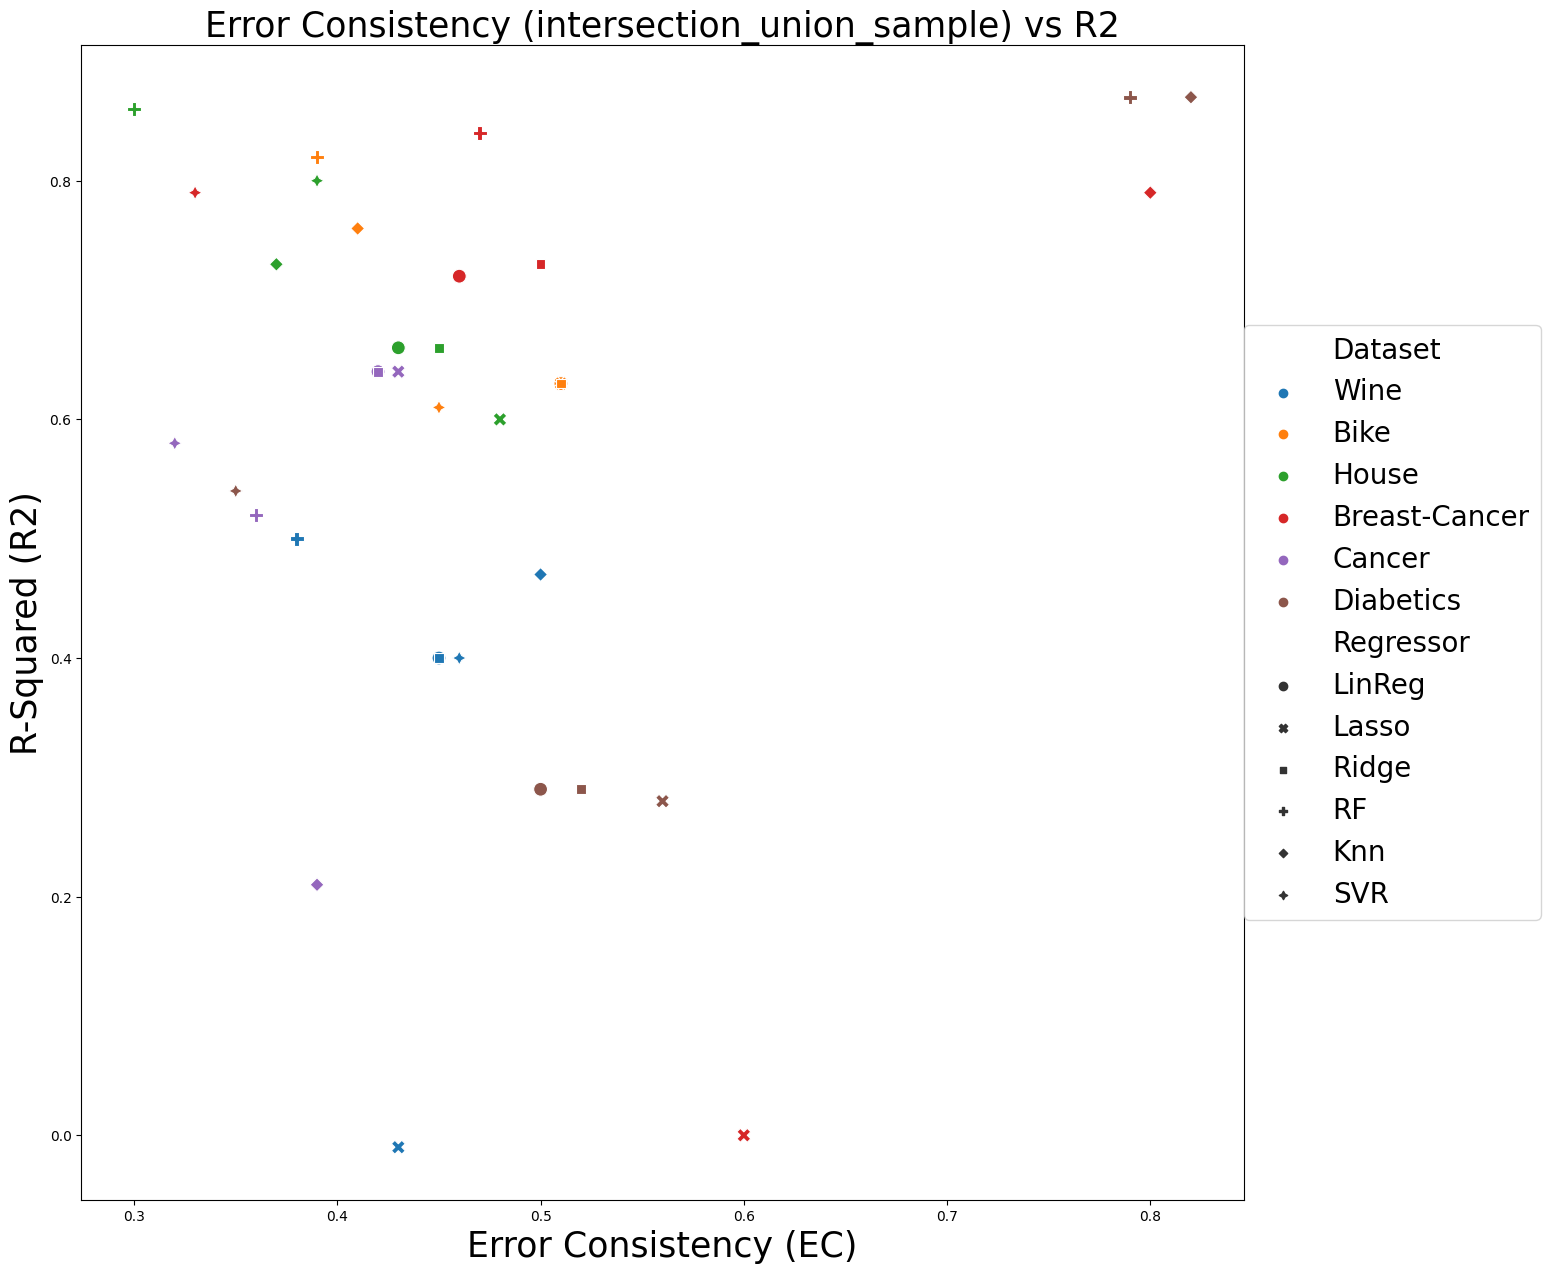 Error Consistency (intersection_union_sample) vs R2
R-Squared (R2)
0.8
0.6
0.4
0.2
0.0
0.3 0.4 0.5 0.6 0.7 0.8
Error Consistency (EC)
Dataset
Wine
Bike
House
Breast-Cancer
Cancer
Diabetics
Regressor
LinReg
Lasso
Ridge
RF
Knn
SVR